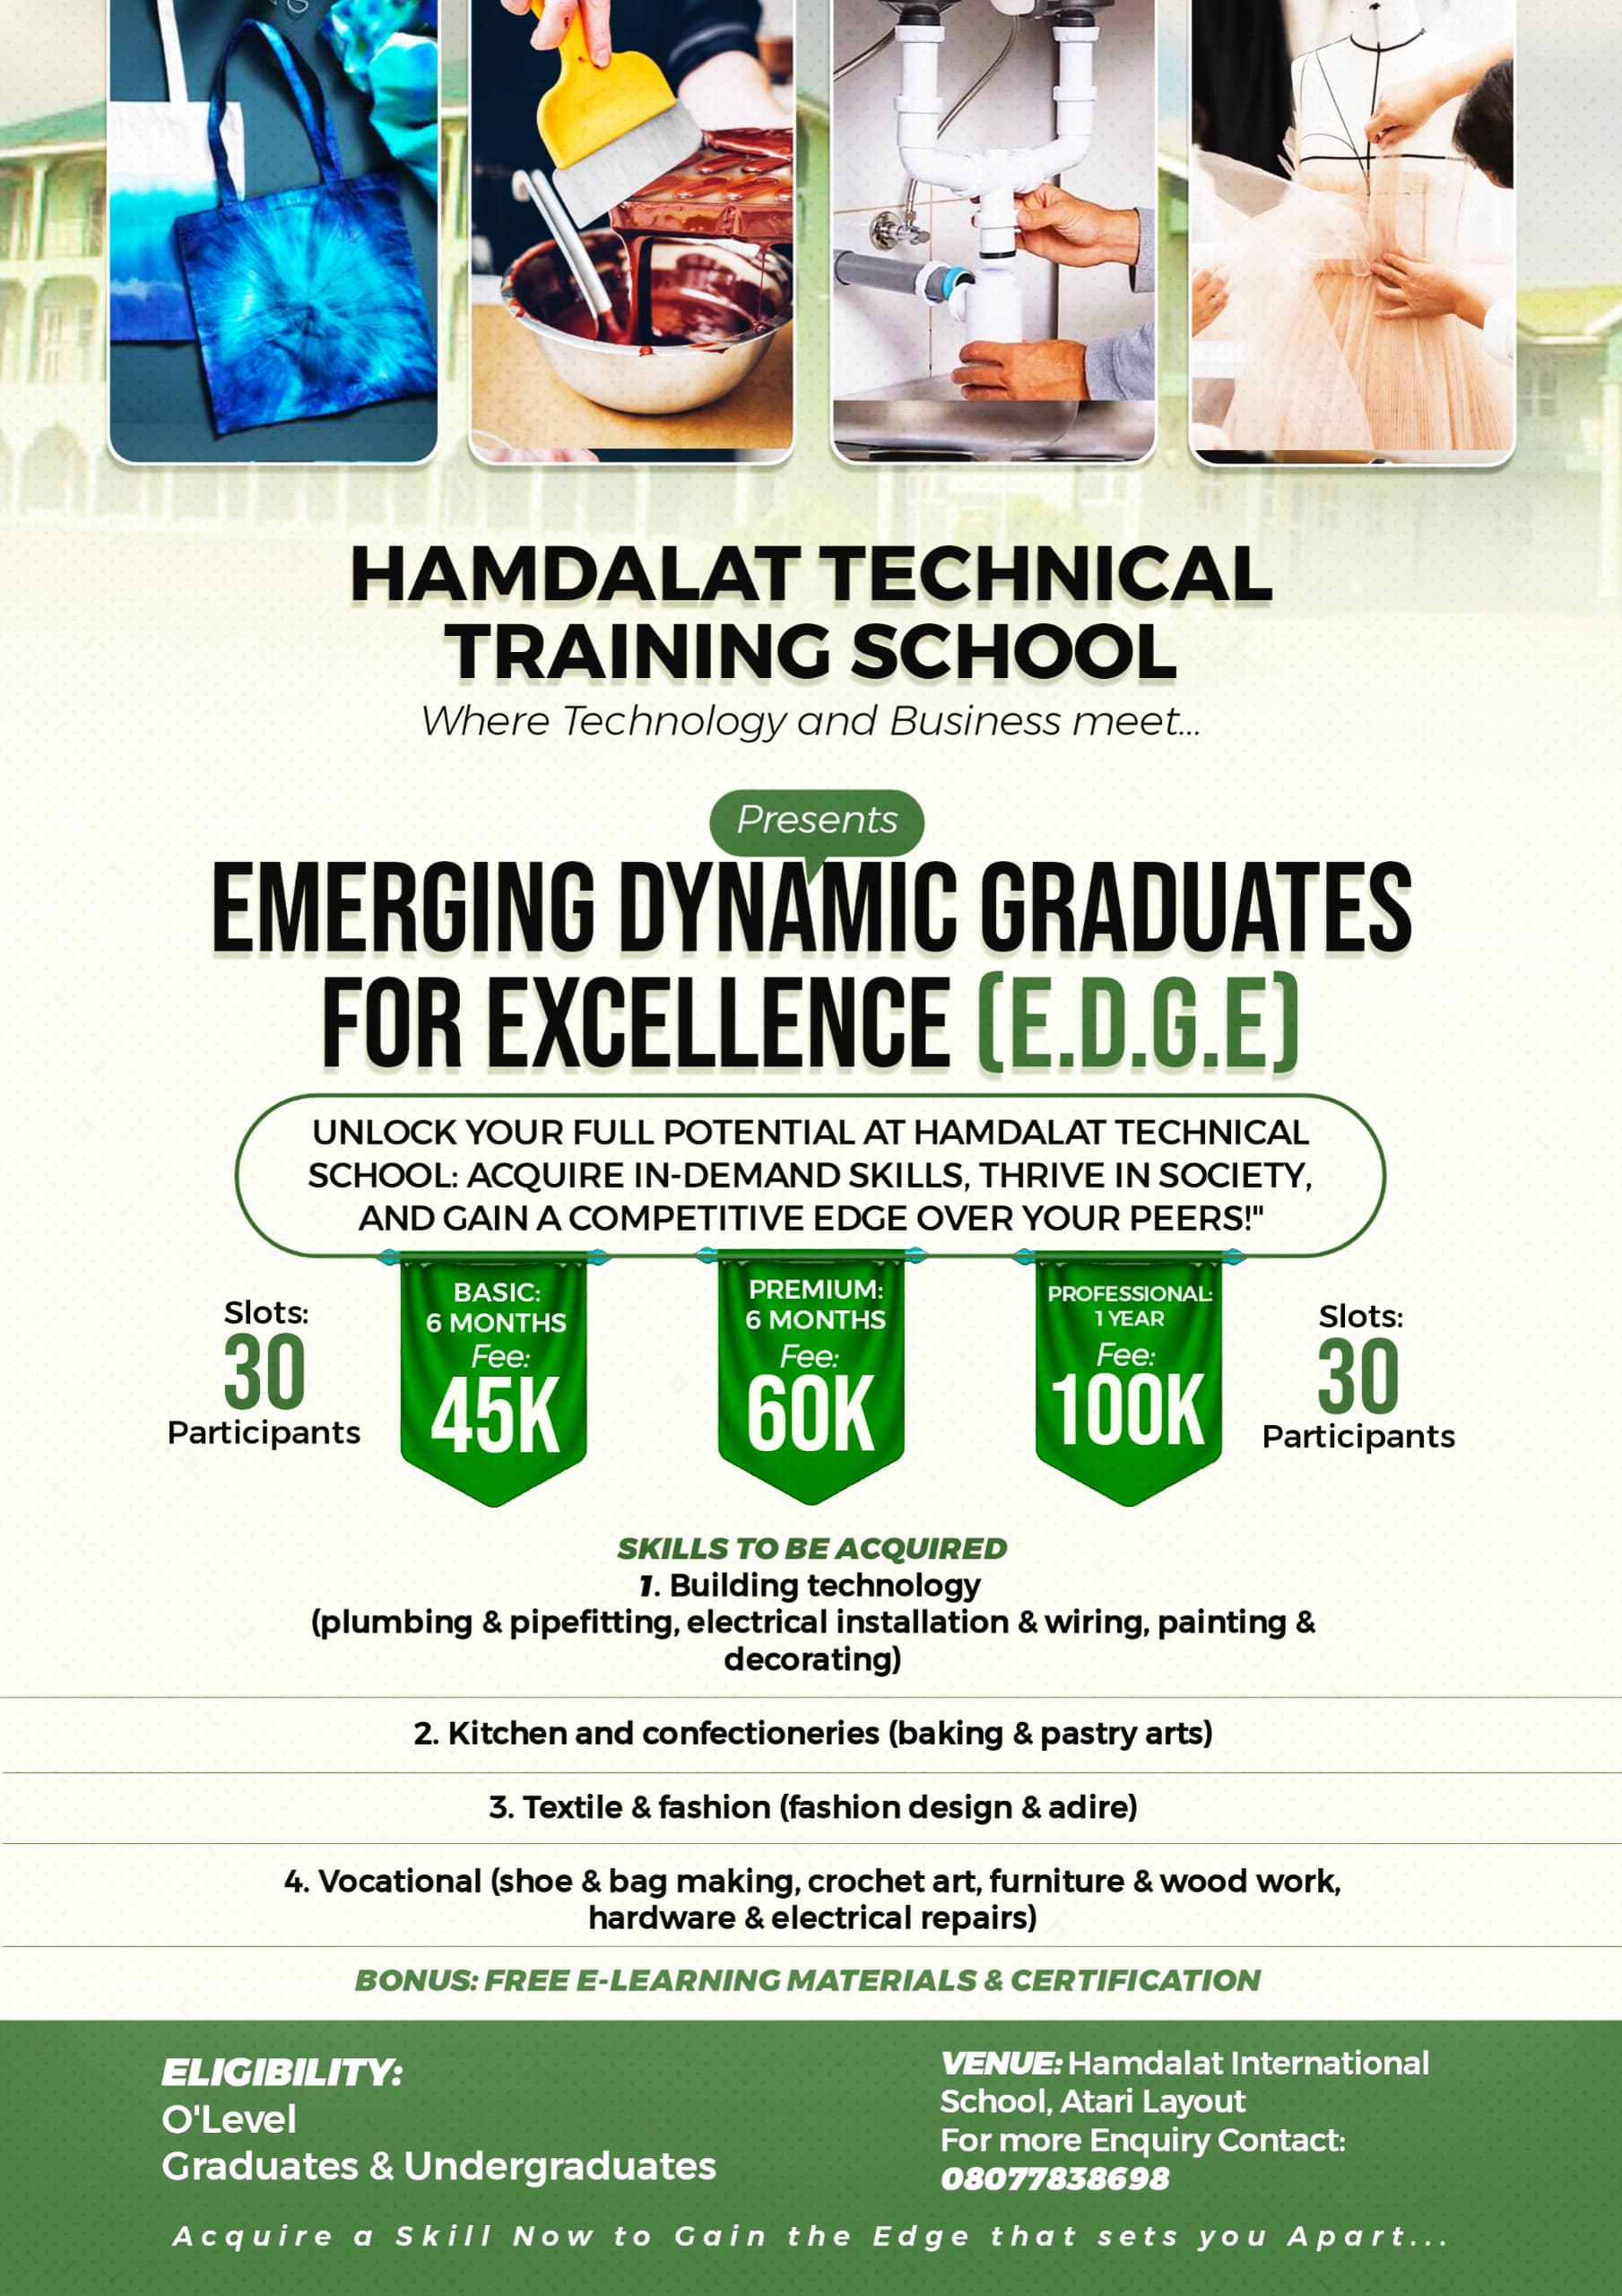 HAMDALAT TECHNICAL
TRAINING SCHOOL
Where Technology and Business meet...
Presents
EMERGING DYNAMIC GRADUATES
FOR EXCELLENCE (E.D.G.E)
UNLOCK YOUR FULL POTENTIAL AT HAMDALAT TECHNICAL
SCHOOL: ACQUIRE IN-DEMAND SKILLS, THRIVE IN SOCIETY,
AND GAIN A COMPETITIVE EDGE OVER YOUR PEERS!"
Slots:
30
Participants
BASIC:
6 MONTHS
Fee:
45K
PREMIUM:
6 MONTHS
Fee:
60K
PROFESSIONAL:
1 YEAR
Fee:
100K
Slots:
30
Participants
SKILLS TO BE ACQUIRED
1. Building technology
(plumbing & pipefitting, electrical installation & wiring, painting &
decorating)
2. Kitchen and confectioneries (baking & pastry arts)
3. Textile & fashion (fashion design & adire)
4. Vocational (shoe & bag making, crochet art, furniture & wood work,
hardware & electrical repairs)
BONUS: FREE E-LEARNING MATERIALS & CERTIFICATION
ELIGIBILITY:
O'Level
Graduates & Undergraduates
VENUE: Hamdalat International
School, Atari Layout
For more Enquiry Contact:
08077838698
Acquire a Skill Now to Gain the Edge that sets you Apart...